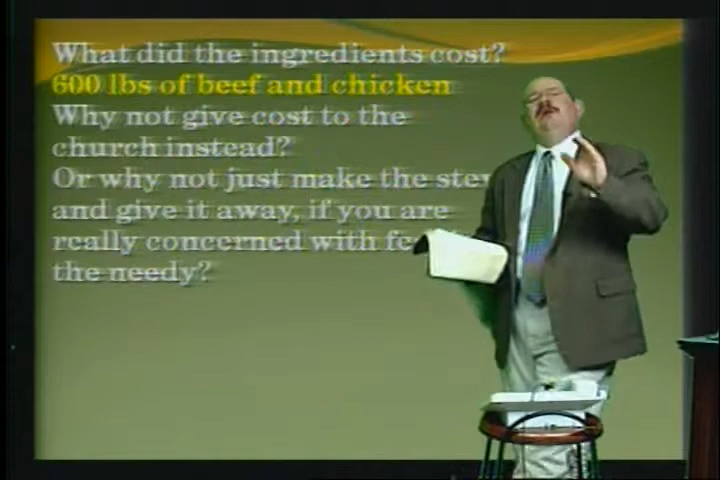 What did the ingredients cost?
600 lbs of beef and chicken
Why not give cost to the
church instead?
Or why not just make the
and give it away, if you are
really concerned with
the needy?